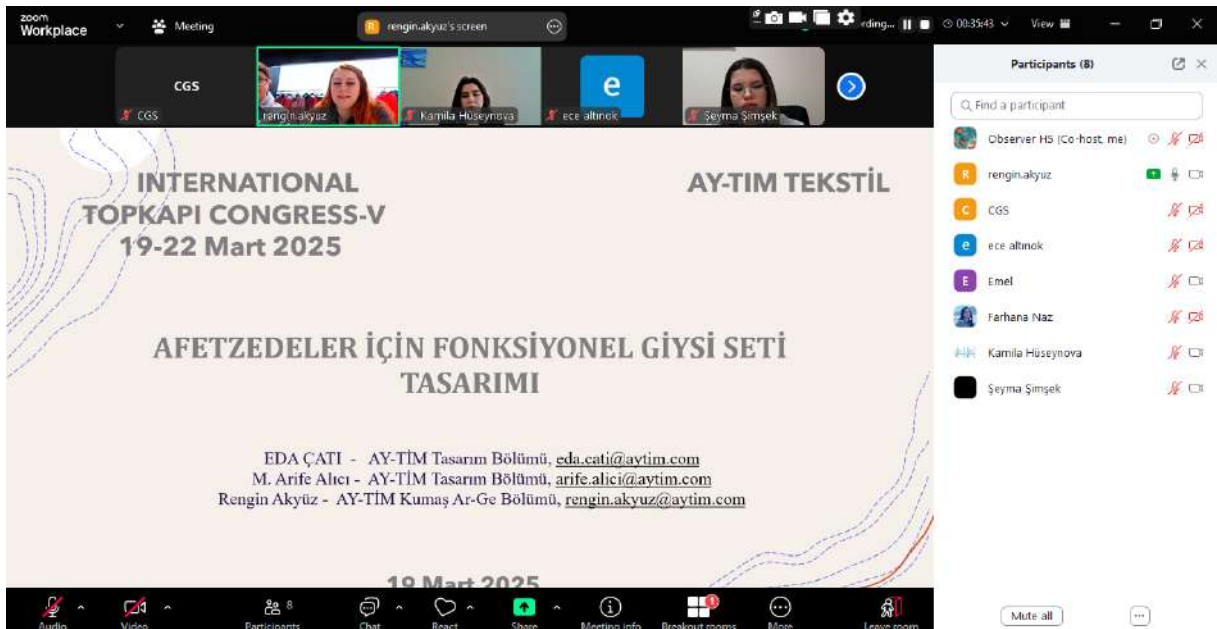 zoom
Workplace
Meeting
rengin.akyuz's screen
rding...
00:35:43
View
CGS
CGS
rengin.akyuz
Kamila Hüseynova
e
ece altınok
Şeyma Şimşek
INTERNATIONAL
TOPKAPI CONGRESS-V
19-22 Mart 2025
AY-TIM TEKSTİL
AFETZEDELER İÇİN FONKSİYONEL GİYSİ SETİ
TASARIMI
EDA ÇATI - AY-TİM Tasarım Bölümü, eda.cati@aytim.com
M. Arife Alıcı - AY-TİM Tasarım Bölümü, arife.alici@aytim.com
Rengin Akyüz - AY-TİM Kumaş Ar-Ge Bölümü, rengin.akyuz@aytim.com
19 Mart 2025
Participants (8)
Find a participant
Observer H5 (Co-host, me)
R rengin.akyuz
C CGS
e ece altınok
E Emel
Farhana Naz
Kamila Hüseynova
Şeyma Şimşek
Audio
Video
8
Participants
Chat
React
Share
Meeting info
1
Breakout rooms
More
Leave room
Mute all